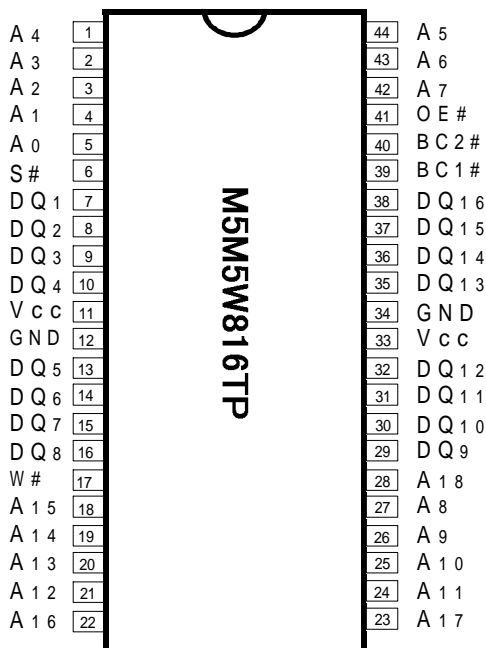 A4 1 44 A5
A3 2 43 A6
A2 3 42 A7
A1 4 41 OE#
A0 5 40 BC2#
S# 6 39 BC1#
DQ1 7 38 DQ16
DQ2 8 37 DQ15
DQ3 9 36 DQ14
DQ4 10 35 DQ13
Vcc 11 34 GND
GND 12 33 Vcc
DQ5 13 32 DQ12
DQ6 14 31 DQ11
DQ7 15 30 DQ10
DQ8 16 29 DQ9
W# 17 28 A18
A15 18 27 A8
A14 19 26 A9
A13 20 25 A10
A12 21 24 A11
A16 22 23 A17
M5M5W816TP